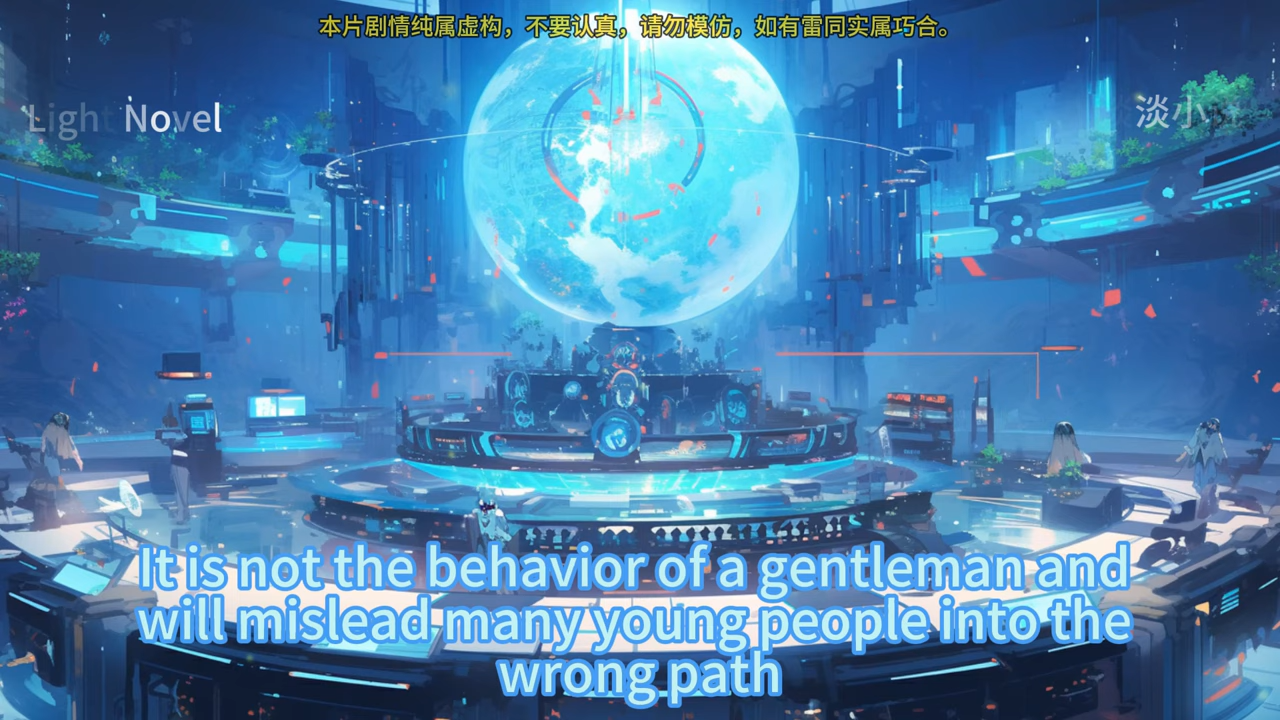 本片剧情纯属虚构，不要认真，请勿模仿，如有雷同实属巧合。
Light Novel
淡小
It is not the behavior of a gentleman and
will mislead many young people into the
wrong path